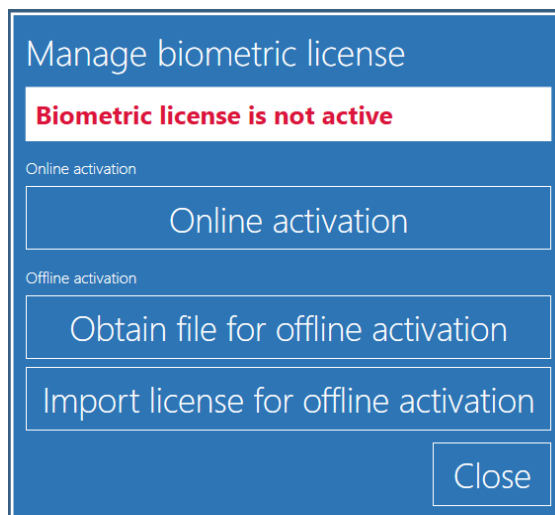 Manage biometric license
Biometric license is not active
Online activation
Online activation
Offline activation
Obtain file for offline activation
Import license for offline activation
Close